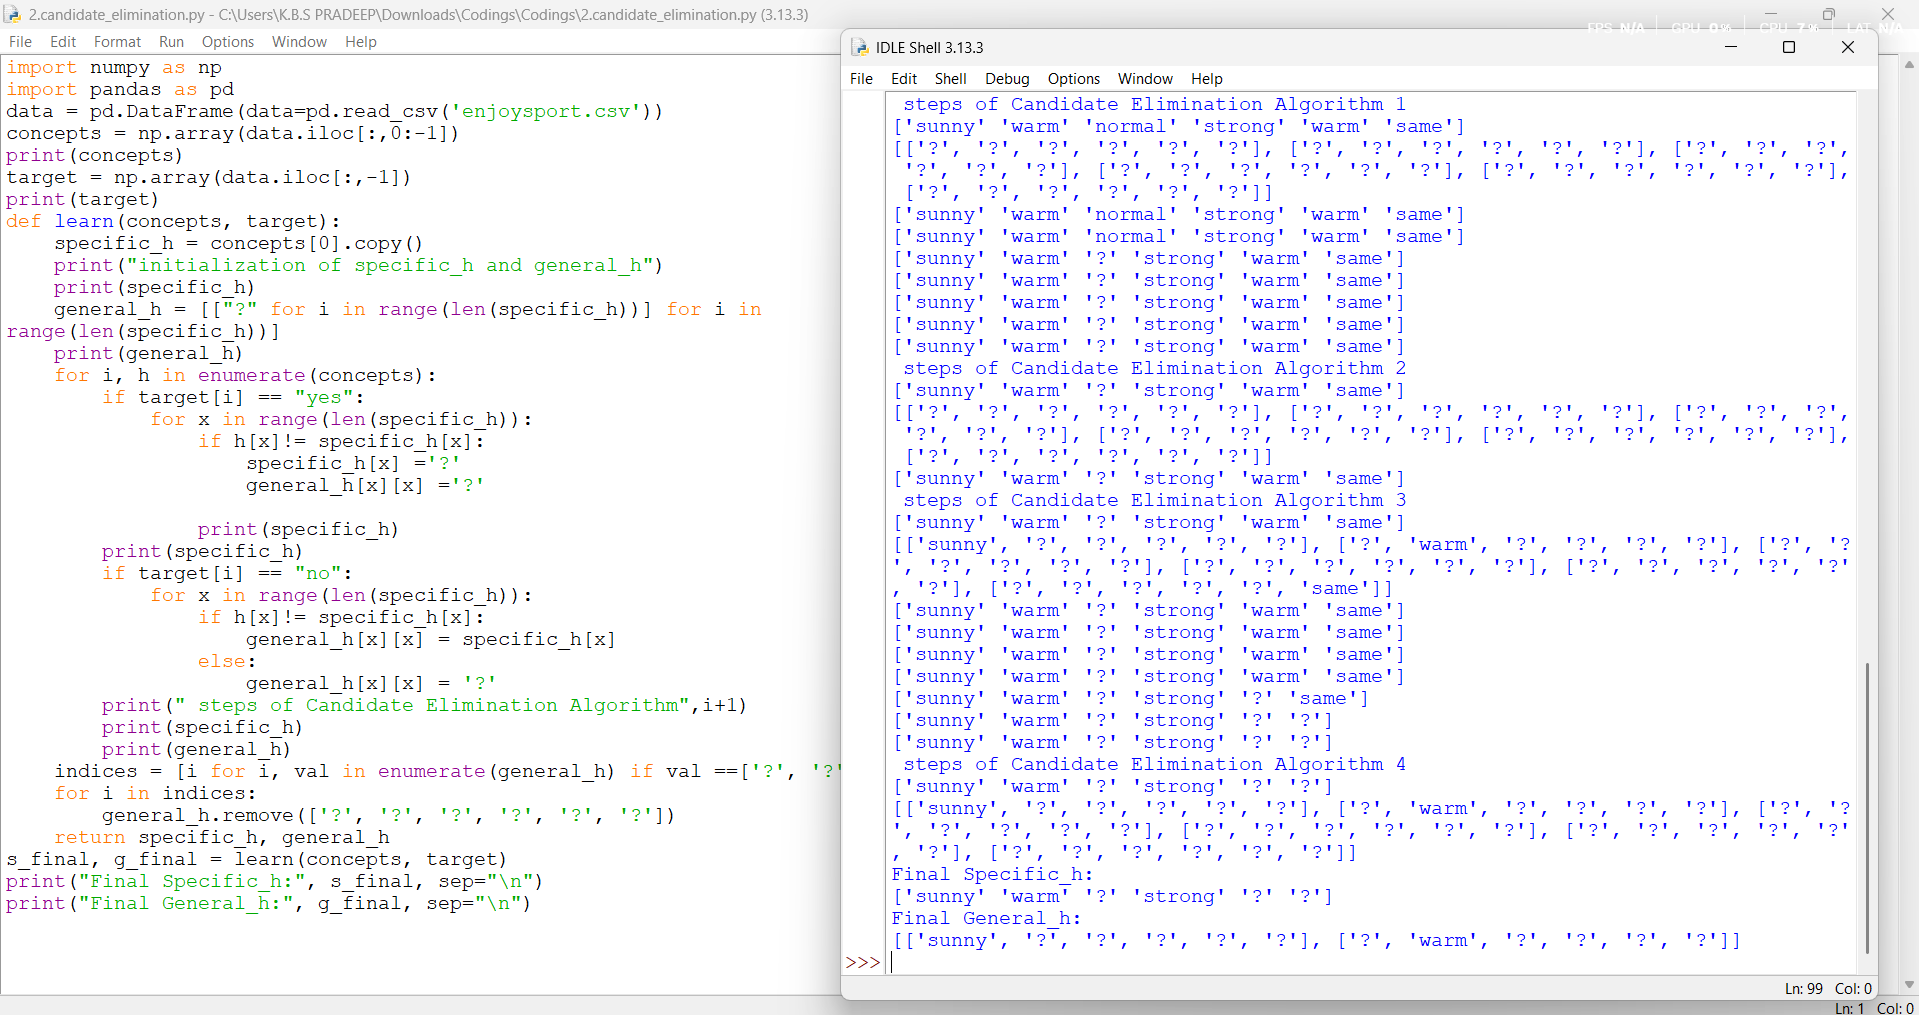 2.candidate_elimination.py - C:\Users\K.B.S PRADEEP\Downloads\Codings\Codings\2.candidate_elimination.py (3.13.3)
File Edit Format Run Options Window Help
import numpy as np
import pandas as pd
data = pd.DataFrame(data=pd.read_csv('enjoysport.csv'))
concepts = np.array(data.iloc[:,0:-1])
print(concepts)
target = np.array(data.iloc[:,-1])
print(target)
def learn(concepts, target):
    specific_h = concepts[0].copy()
    print("initialization of specific_h and general_h")
    print(specific_h)
    general_h = [["?" for i in range(len(specific_h))] for i in
range(len(specific_h))]
    print(general_h)
    for i, h in enumerate(concepts):
        if target[i] == "yes":
            for x in range(len(specific_h)):
                if h[x]!= specific_h[x]:
                    specific_h[x] ='?'
                    general_h[x][x] ='?'
                print(specific_h)
        print(specific_h)
        if target[i] == "no":
            for x in range(len(specific_h)):
                if h[x]!= specific_h[x]:
                    general_h[x][x] = specific_h[x]
                else:
                    general_h[x][x] = '?'
        print(" steps of Candidate Elimination Algorithm",i+1)
        print(specific_h)
        print(general_h)
    indices = [i for i, val in enumerate(general_h) if val ==['?', '?'
    for i in indices:
        general_h.remove(['?', '?', '?', '?', '?', '?'])
    return specific_h, general_h
s_final, g_final = learn(concepts, target)
print("Final Specific_h:", s_final, sep="\n")
print("Final General_h:", g_final, sep="\n")
FPS N/A GPU 0% CPU 7% LAT N/A
IDLE Shell 3.13.3
File Edit Shell Debug Options Window Help
 steps of Candidate Elimination Algorithm 1
['sunny' 'warm' 'normal' 'strong' 'warm' 'same']
[['?', '?', '?', '?', '?', '?'], ['?', '?', '?', '?', '?', '?'], ['?', '?', '?',
 '?', '?', '?'], ['?', '?', '?', '?', '?', '?'], ['?', '?', '?', '?', '?', '?'],
 ['?', '?', '?', '?', '?', '?']]
['sunny' 'warm' 'normal' 'strong' 'warm' 'same']
['sunny' 'warm' 'normal' 'strong' 'warm' 'same']
['sunny' 'warm' '?' 'strong' 'warm' 'same']
['sunny' 'warm' '?' 'strong' 'warm' 'same']
['sunny' 'warm' '?' 'strong' 'warm' 'same']
['sunny' 'warm' '?' 'strong' 'warm' 'same']
['sunny' 'warm' '?' 'strong' 'warm' 'same']
 steps of Candidate Elimination Algorithm 2
['sunny' 'warm' '?' 'strong' 'warm' 'same']
[['?', '?', '?', '?', '?', '?'], ['?', '?', '?', '?', '?', '?'], ['?', '?', '?',
 '?', '?', '?'], ['?', '?', '?', '?', '?', '?'], ['?', '?', '?', '?', '?', '?'],
 ['?', '?', '?', '?', '?', '?']]
['sunny' 'warm' '?' 'strong' 'warm' 'same']
 steps of Candidate Elimination Algorithm 3
['sunny' 'warm' '?' 'strong' 'warm' 'same']
[['sunny', '?', '?', '?', '?', '?'], ['?', 'warm', '?', '?', '?', '?'], ['?', '?
', '?', '?', '?', '?'], ['?', '?', '?', '?', '?', '?'], ['?', '?', '?', '?', '?'
, '?'], ['?', '?', '?', '?', '?', 'same']]
['sunny' 'warm' '?' 'strong' 'warm' 'same']
['sunny' 'warm' '?' 'strong' 'warm' 'same']
['sunny' 'warm' '?' 'strong' 'warm' 'same']
['sunny' 'warm' '?' 'strong' 'warm' 'same']
['sunny' 'warm' '?' 'strong' '?' 'same']
['sunny' 'warm' '?' 'strong' '?' '?']
['sunny' 'warm' '?' 'strong' '?' '?']
 steps of Candidate Elimination Algorithm 4
['sunny' 'warm' '?' 'strong' '?' '?']
[['sunny', '?', '?', '?', '?', '?'], ['?', 'warm', '?', '?', '?', '?'], ['?', '?
', '?', '?', '?', '?'], ['?', '?', '?', '?', '?', '?'], ['?', '?', '?', '?', '?'
, '?'], ['?', '?', '?', '?', '?', '?']]
Final Specific_h:
['sunny' 'warm' '?' 'strong' '?' '?']
Final General_h:
[['sunny', '?', '?', '?', '?', '?'], ['?', 'warm', '?', '?', '?', '?']]
>>>
Ln: 99 Col: 0
Ln: 1 Col: 0